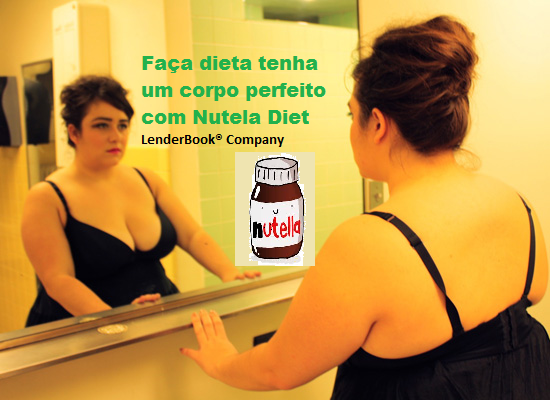 Faça dieta tenha
um corpo perfeito
com Nutela Diet
LenderBook® Company
nutella